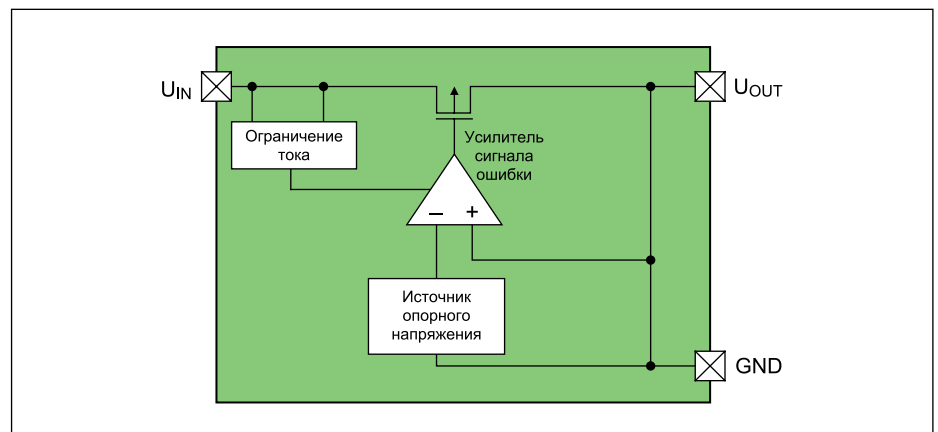 UIN
UOUT
Ограничение
тока
Усилитель
сигнала
ошибки
– +
Источник
опорного
напряжения
GND